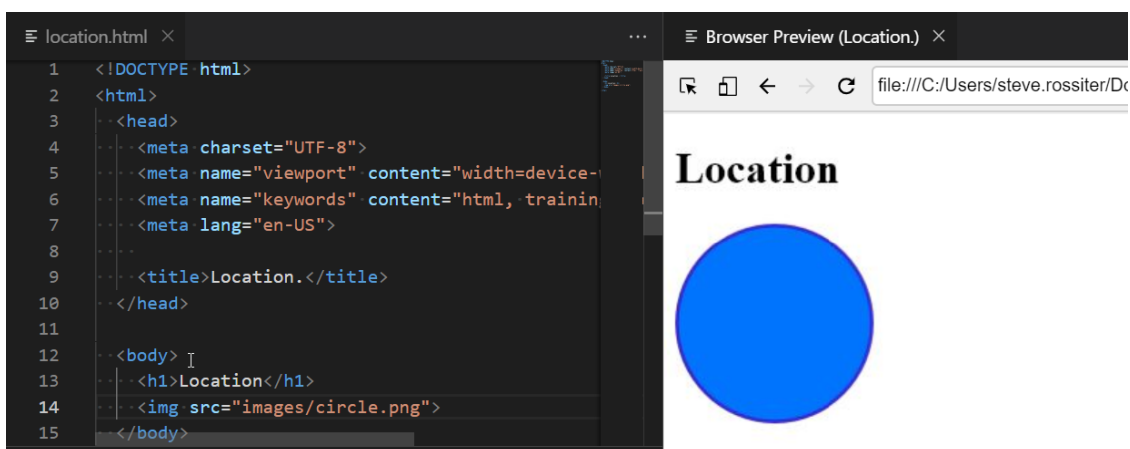 location.html
1 <!DOCTYPE html>
2 <html>
3 <head>
4 <meta charset="UTF-8">
5 <meta name="viewport" content="width=device-
6 <meta name="keywords" content="html, trainin
7 <meta lang="en-US">
8
9 <title>Location.</title>
10 </head>
11
12 <body>
13 <h1>Location</h1>
14 <img src="images/circle.png">
15 </body>
Browser Preview (Location.)
file:///C:/Users/steve.rossiter/Do
Location